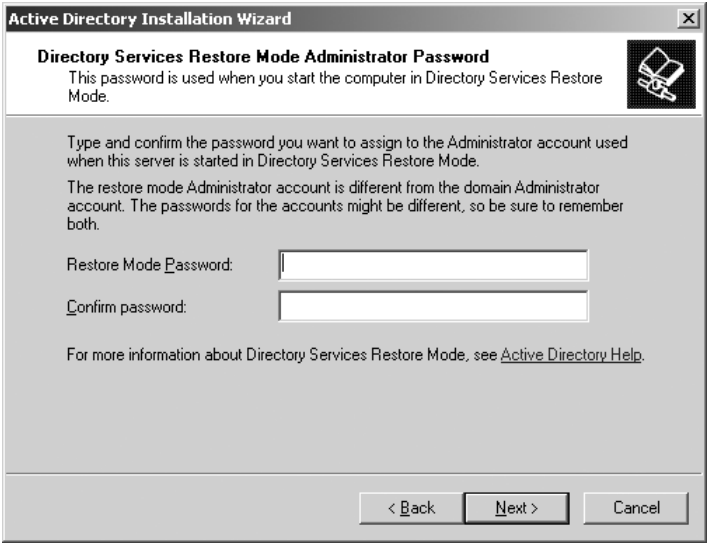 Active Directory Installation Wizard
Directory Services Restore Mode Administrator Password
This password is used when you start the computer in Directory Services Restore
Mode.
Type and confirm the password you want to assign to the Administrator account used
when this server is started in Directory Services Restore Mode.
The restore mode Administrator account is different from the domain Administrator
account. The passwords for the accounts might be different, so be sure to remember
both.
Restore Mode Password:
Confirm password:
For more information about Directory Services Restore Mode, see Active Directory Help.
< Back Next > Cancel